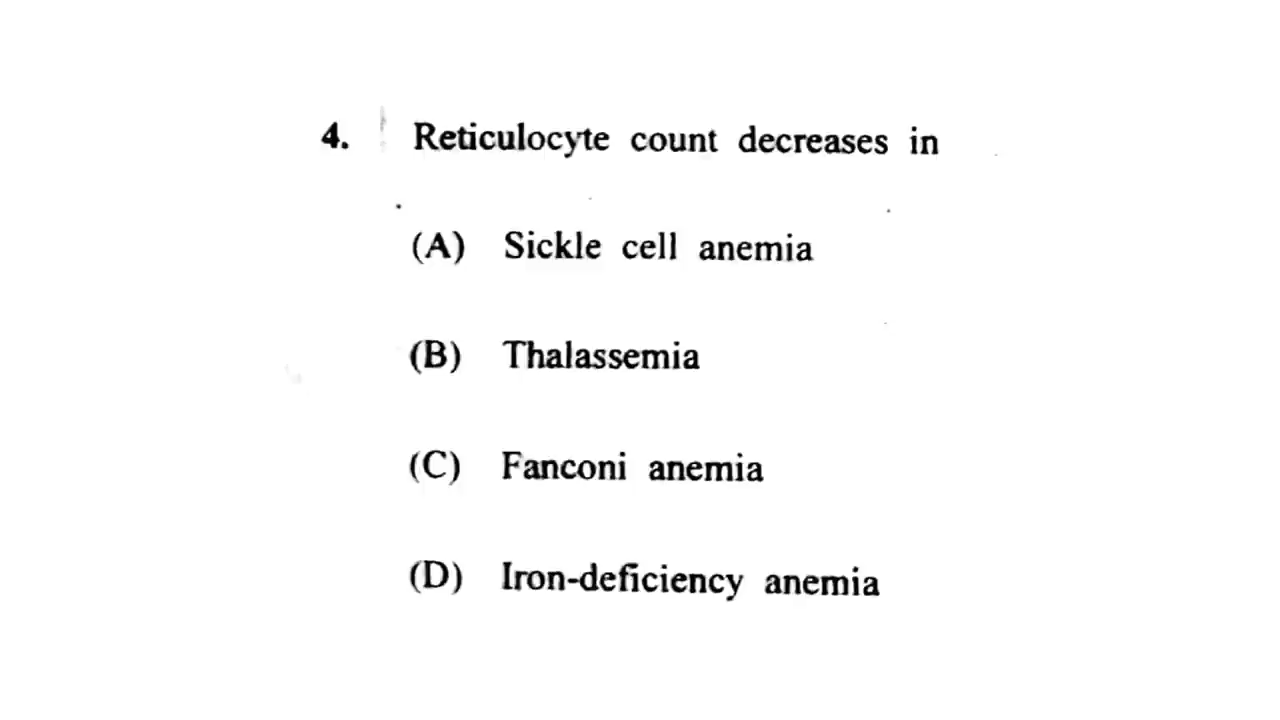 4. Reticulocyte count decreases in
(A) Sickle cell anemia
(B) Thalassemia
(C) Fanconi anemia
(D) Iron-deficiency anemia